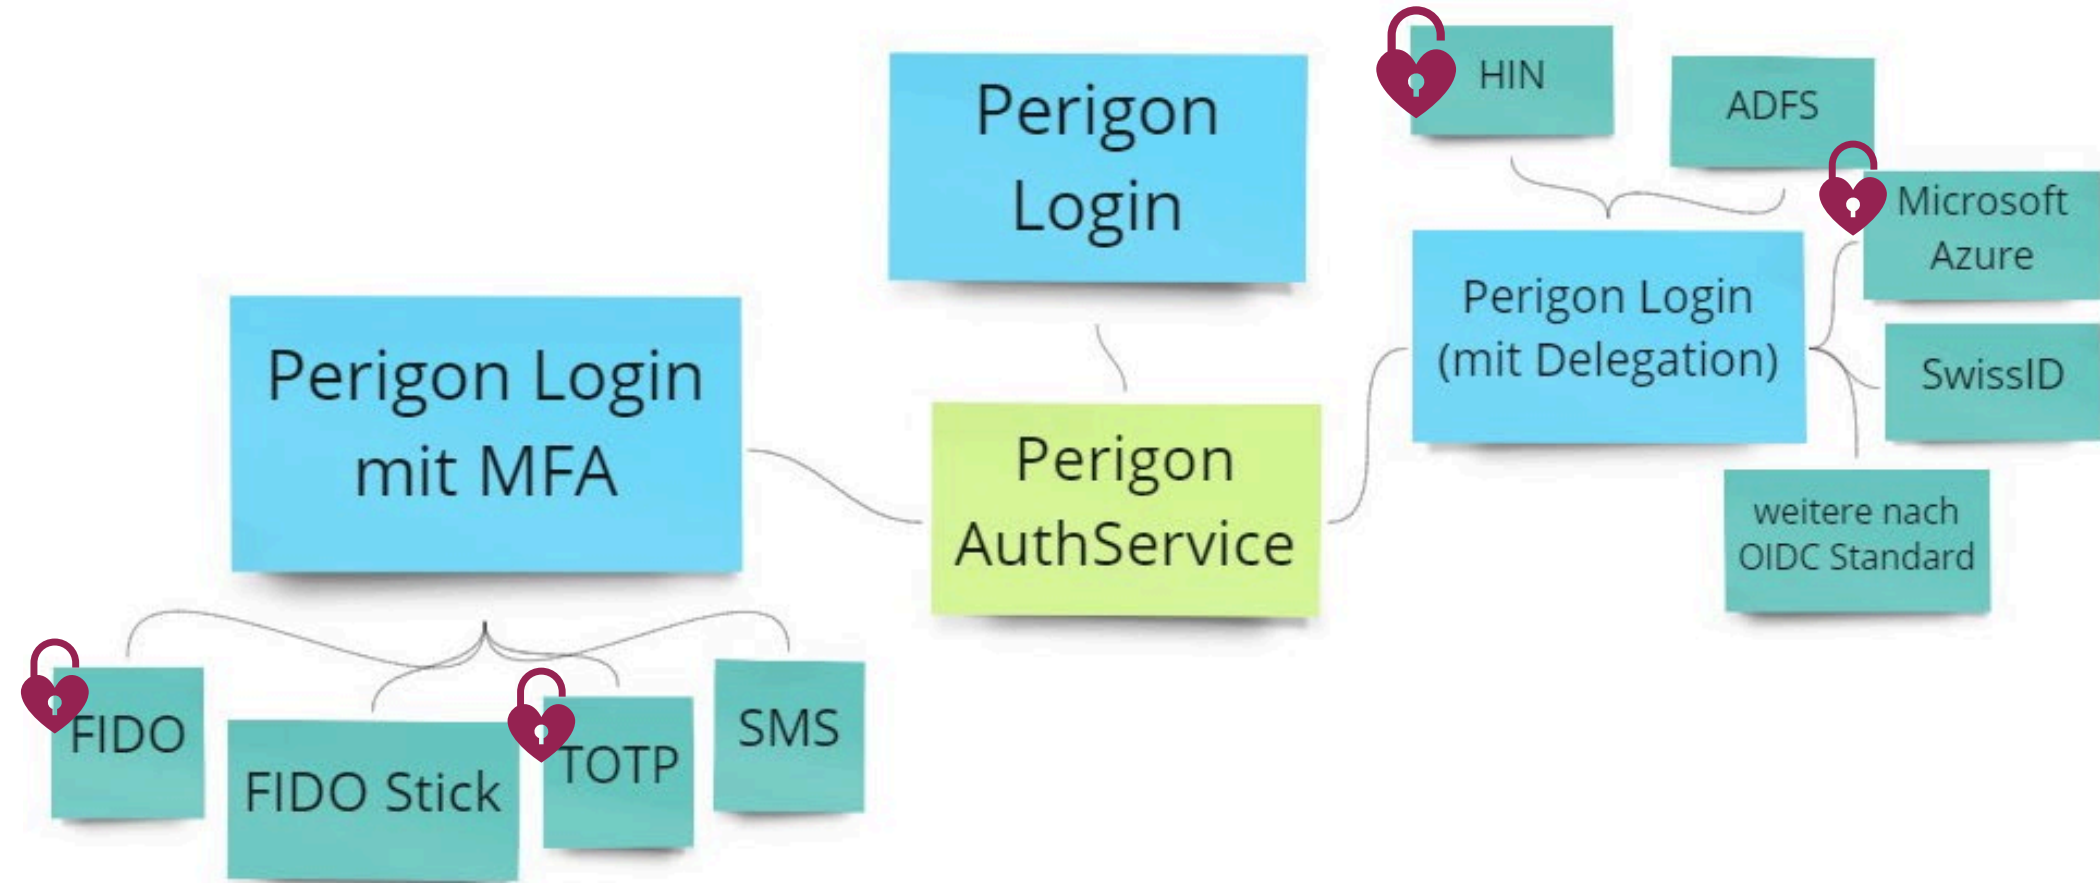 Perigon
Login
HIN
ADFS
Microsoft
Azure
Perigon Login
(mit Delegation)
SwissID
weitere nach
OIDC Standard
Perigon Login
mit MFA
Perigon
AuthService
FIDO
FIDO Stick
TOTP
SMS